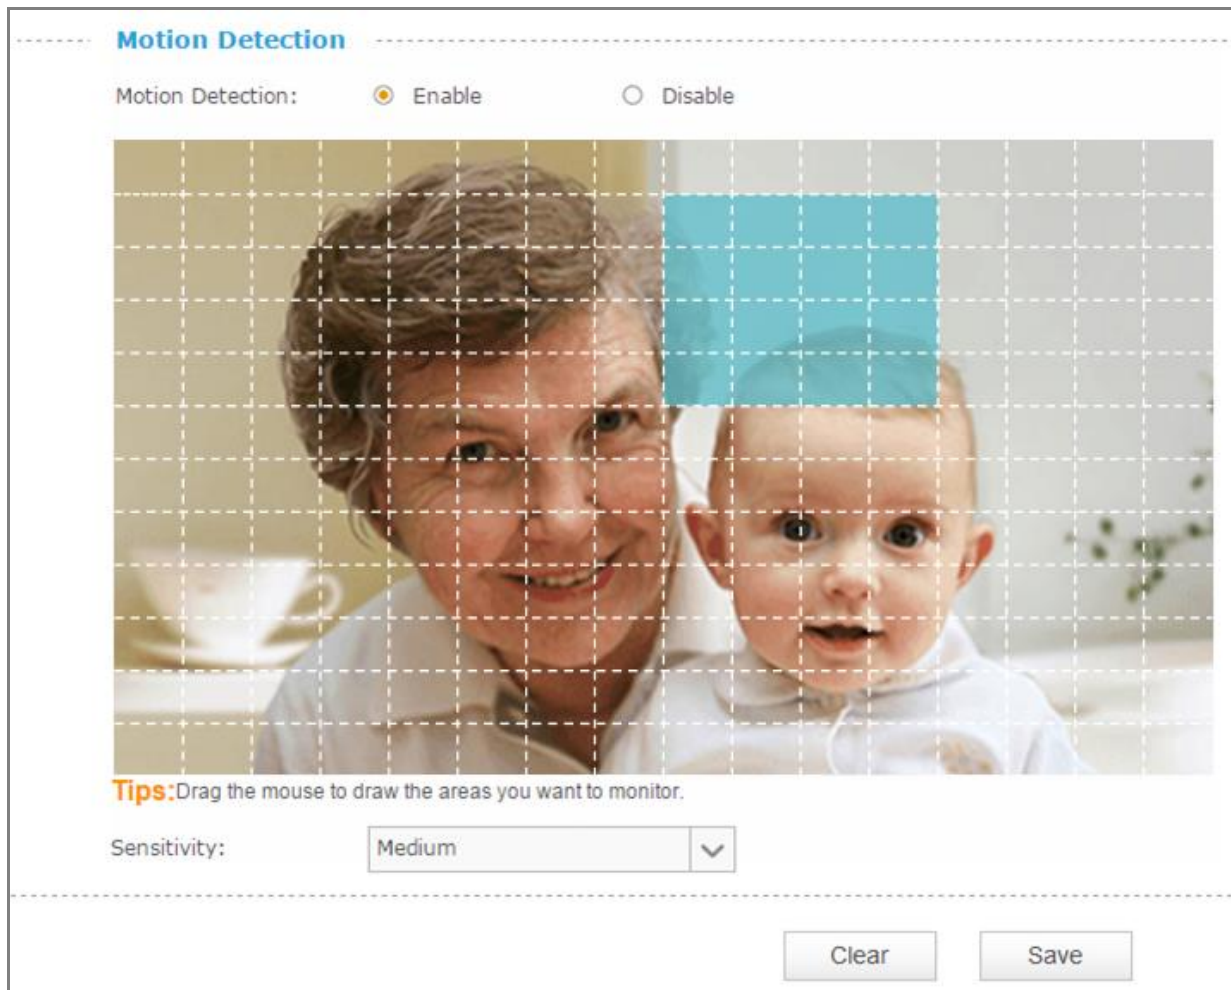 Motion Detection
Motion Detection: Enable Disable
Tips:Drag the mouse to draw the areas you want to monitor.
Sensitivity: Medium
Clear Save